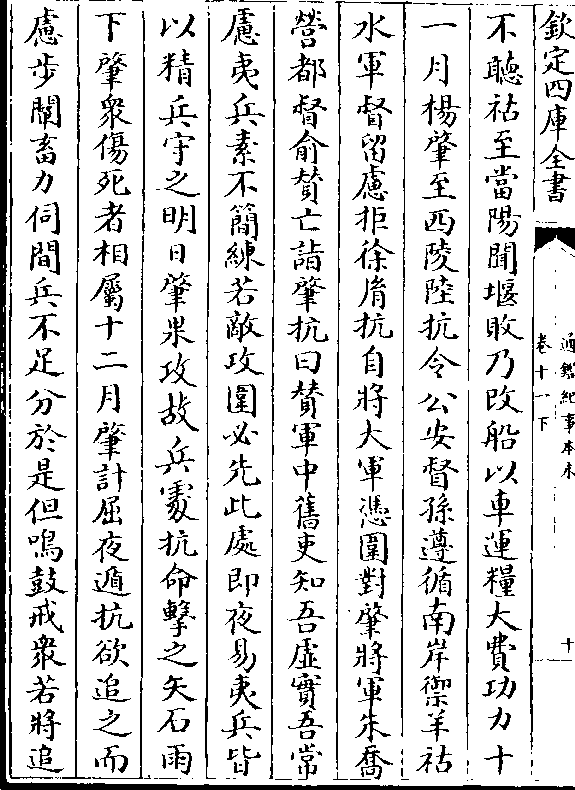 欽定四庫全書
通鑑紀事本末
卷十一下
十
不聽祜至當陽聞堰敗乃改船以車運糧大費功力十
一月楊肇至西陵陸抗令公安督孫遵循南岸禦羊祜
水軍督留慮拒徐㣧抗自將大軍憑圍對肇將軍朱喬
營都督俞贊亡詣肇抗曰贊軍中舊吏知吾虛實吾常
慮夷兵素不簡練若敵攻圍必先此處即夜易夷兵皆
以精兵守之明日肇果攻故兵處抗命擊之矢石雨
下肇衆傷死者相屬十二月肇計屈夜遁抗欲追之而
慮步闡畜力伺間兵不足分於是但鳴鼓戒衆若將追